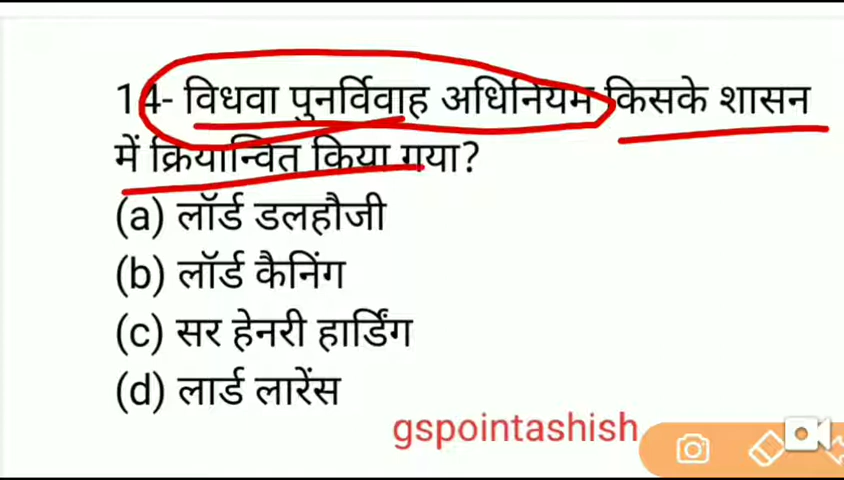 14- विधवा पुनर्विवाह अधिनियम किसके शासन
में क्रियान्वित किया गया?
(a) लॉर्ड डलहौजी
(b) लॉर्ड कैनिंग
(c) सर हेनरी हार्डिंग
(d) लार्ड लारेंस
gspointashish